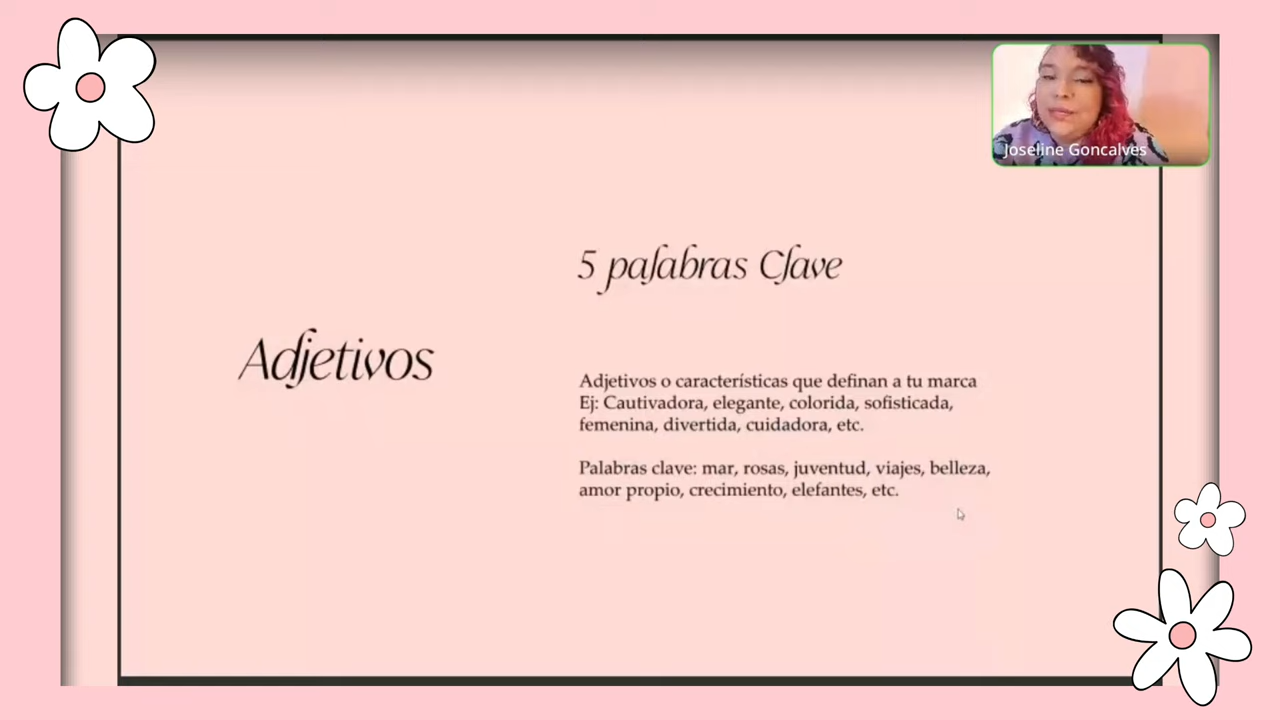 Joseline Goncalves
5 palabras Clave
Adjetivos
Adjetivos o características que definan a tu marca
Ej: Cautivadora, elegante, colorida, sofisticada,
femenina, divertida, cuidadora, etc.
Palabras clave: mar, rosas, juventud, viajes, belleza,
amor propio, crecimiento, elefantes, etc.